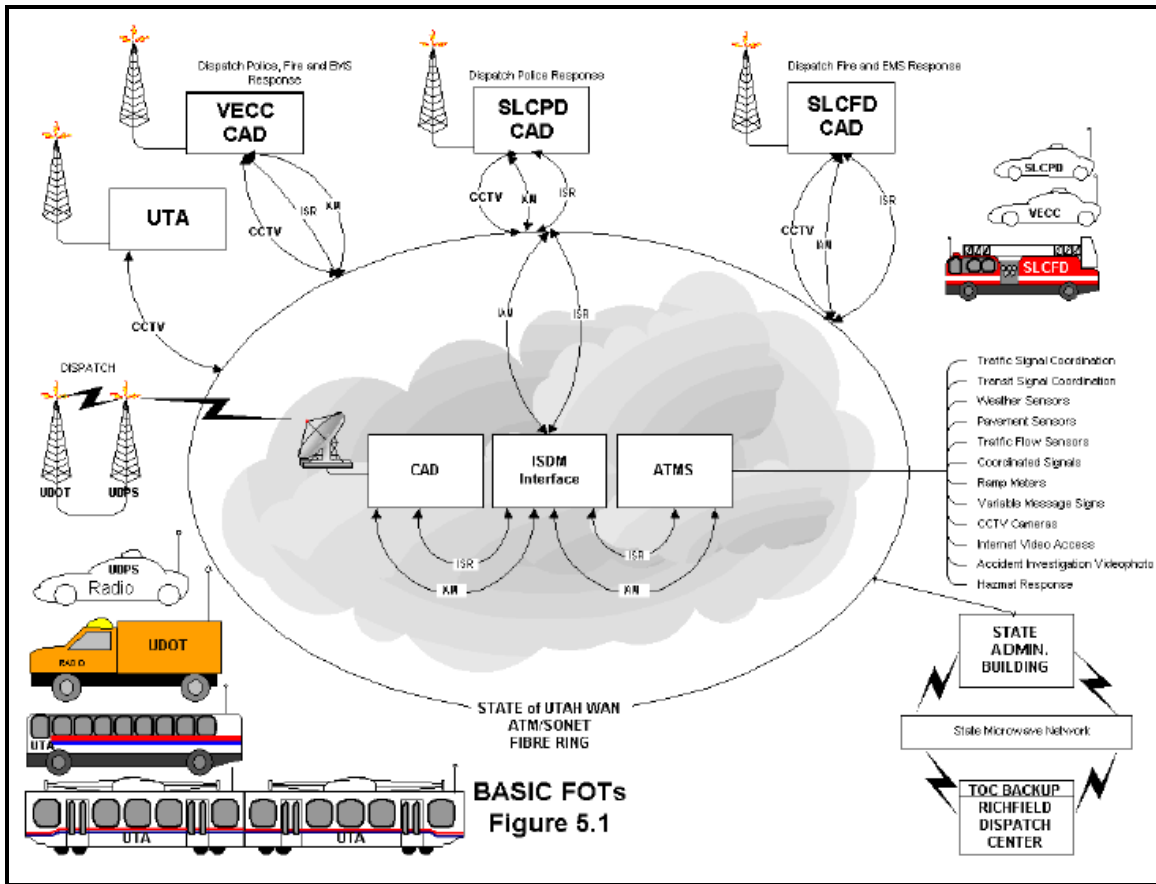 Dispatch Police, Fire and EMS
Response
VECC
CAD
Dispatch Police Response
SLCPD
CAD
Dispatch Fire and EMS Response
SLCFD
CAD
UTA
CCTV
ISR
IAM
CCTV
IAM
ISR
CCTV
IAM
ISR
SLCPD
VECC
SLCFD
CCTV
IAM
ISR
DISPATCH
UDOT
UDPS
CAD
ISDM
Interface
ATMS
ISR
IAM
ISR
IAM
Traffic Signal Coordination
Transit Signal Coordination
Weather Sensors
Pavement Sensors
Traffic Flow Sensors
Coordinated Signals
Ramp Meters
Variable Message Signs
CCTV Cameras
Internet Video Access
Accident Investigation Videophoto
Hazmat Response
UDPS
Radio
UDOT
RADIO
UTA
UTA
UTA
STATE of UTAH WAN
ATM/SONET
FIBRE RING
STATE
ADMIN.
BUILDING
State Microwave Network
TOC BACKUP
RICHFIELD
DISPATCH
CENTER
BASIC FOTs
Figure 5.1